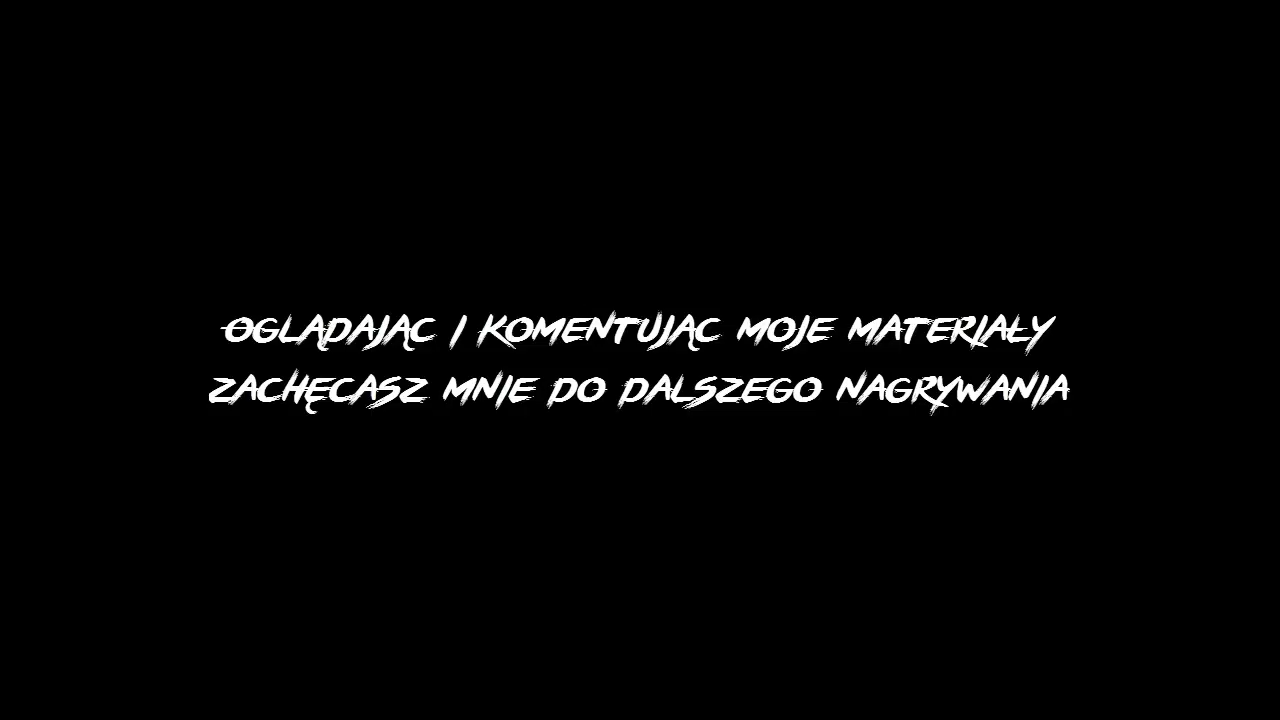 OGLĄDAJĄC I KOMENTUJĄC MOJE MATERIAŁY
ZACHĘCASZ MNIE DO DALSZEGO NAGRYWANIA